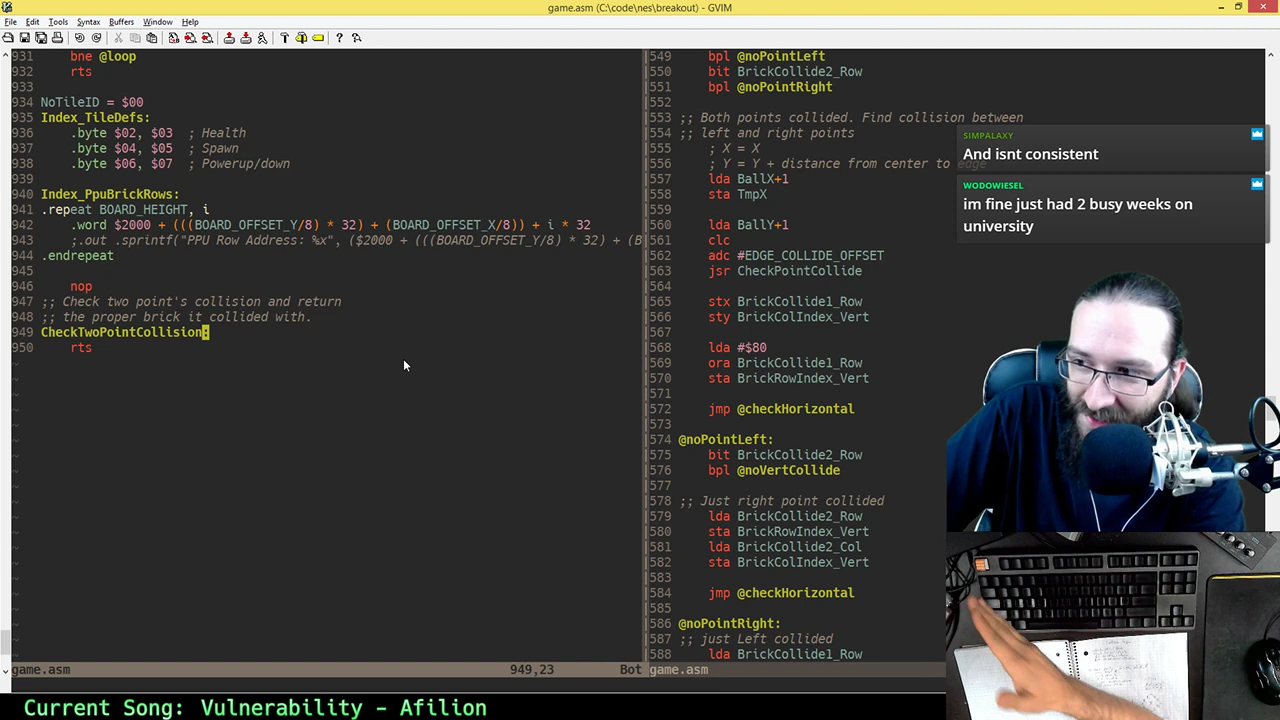 game.asm (C:\code\nes\breakout) - GVIM
File Edit Tools Syntax Buffers Window Help
931 bne @loop
932 rts
933
934 NoTileID = $00
935 Index_TileDefs:
936 .byte $02, $03 ; Health
937 .byte $04, $05 ; Spawn
938 .byte $06, $07 ; Powerup/down
939
940 Index_PpuBrickRows:
941 .repeat BOARD_HEIGHT, i
942 .word $2000 + (((BOARD_OFFSET_Y/8) * 32) + (BOARD_OFFSET_X/8)) + i * 32
943 ;.out .sprintf("PPU Row Address: %x", ($2000 + (((BOARD_OFFSET_Y/8) * 32) + (B
944 .endrepeat
945
946 nop
947 ;; Check two point's collision and return
948 ;; the proper brick it collided with.
949 CheckTwoPointCollision:
950 rts
game.asm 949,23 Bot
549 bpl @noPointLeft
550 bit BrickCollide2_Row
551 bpl @noPointRight
552
553 ;; Both points collided. Find collision between
554 ;; left and right points
555 ; X = X
556 ; Y = Y + distance from center to edge
557 lda BallX+1
558 sta TmpX
559
560 lda BallY+1
561 clc
562 adc #EDGE_COLLIDE_OFFSET
563 jsr CheckPointCollide
564
565 stx BrickCollide1_Row
566 sty BrickColIndex_Vert
567
568 lda #$80
569 ora BrickCollide1_Row
570 sta BrickRowIndex_Vert
571
572 jmp @checkHorizontal
573
574 @noPointLeft:
575 bit BrickCollide2_Row
576 bpl @noVertCollide
577
578 ;; Just right point collided
579 lda BrickCollide2_Row
580 sta BrickRowIndex_Vert
581 lda BrickCollide2_Col
582 sta BrickColIndex_Vert
583
584 jmp @checkHorizontal
585
586 @noPointRight:
587 ;; just Left collided
588 lda BrickCollide1_Row
game.asm
SIMPALAXY
And isnt consistent
WODOWIESEL
im fine just had 2 busy weeks on
university
Current Song: Vulnerability - Afilion